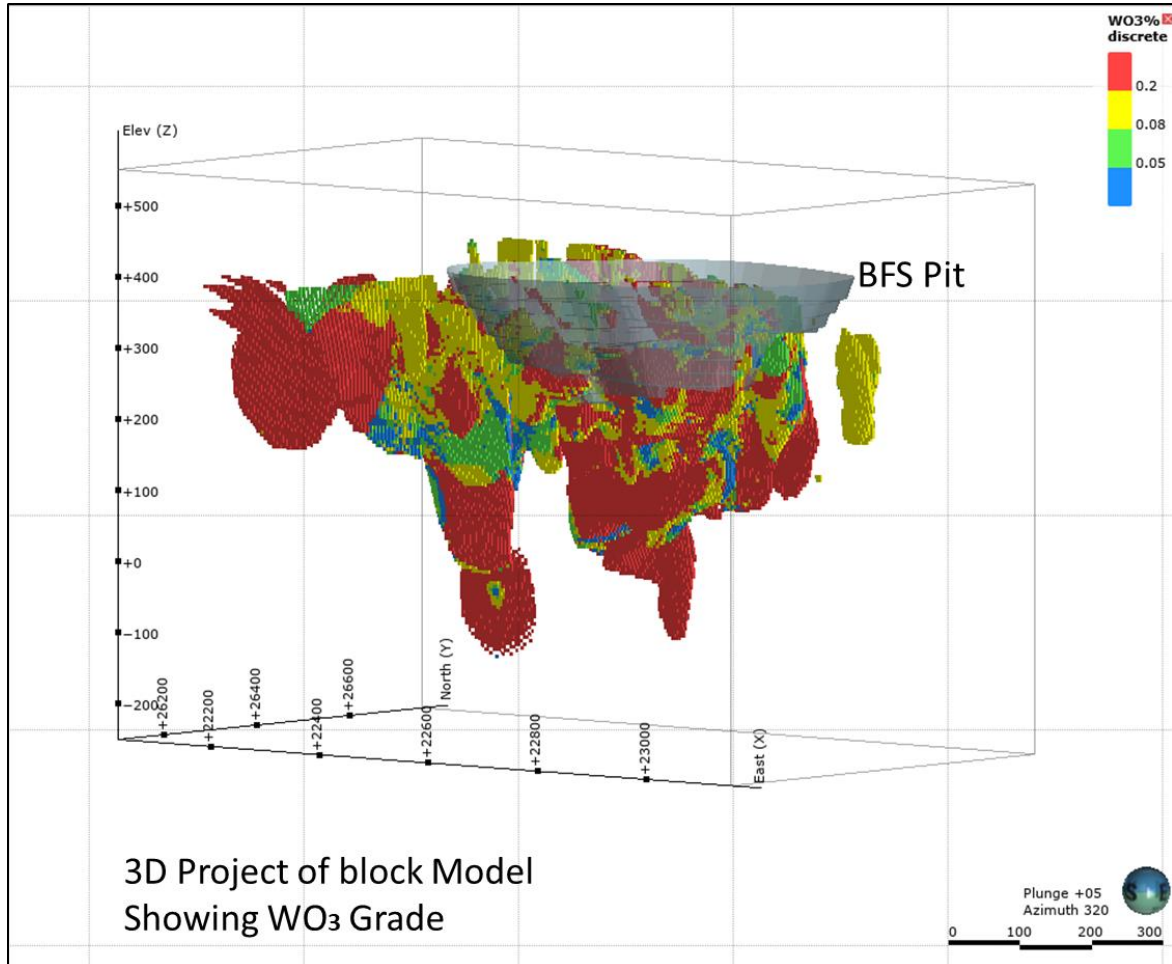 WO3%
discrete
0.2
0.08
0.05
Elev (Z)
+500
+400
+300
+200
+100
+0
−100
−200
BFS Pit
+26200
+22200
+26400
+22400
+26600
North (Y)
+22600
+22800
+23000
East (X)
3D Project of block Model
Showing WO₃ Grade
Plunge +05
Azimuth 320
S E
0 100 200 300